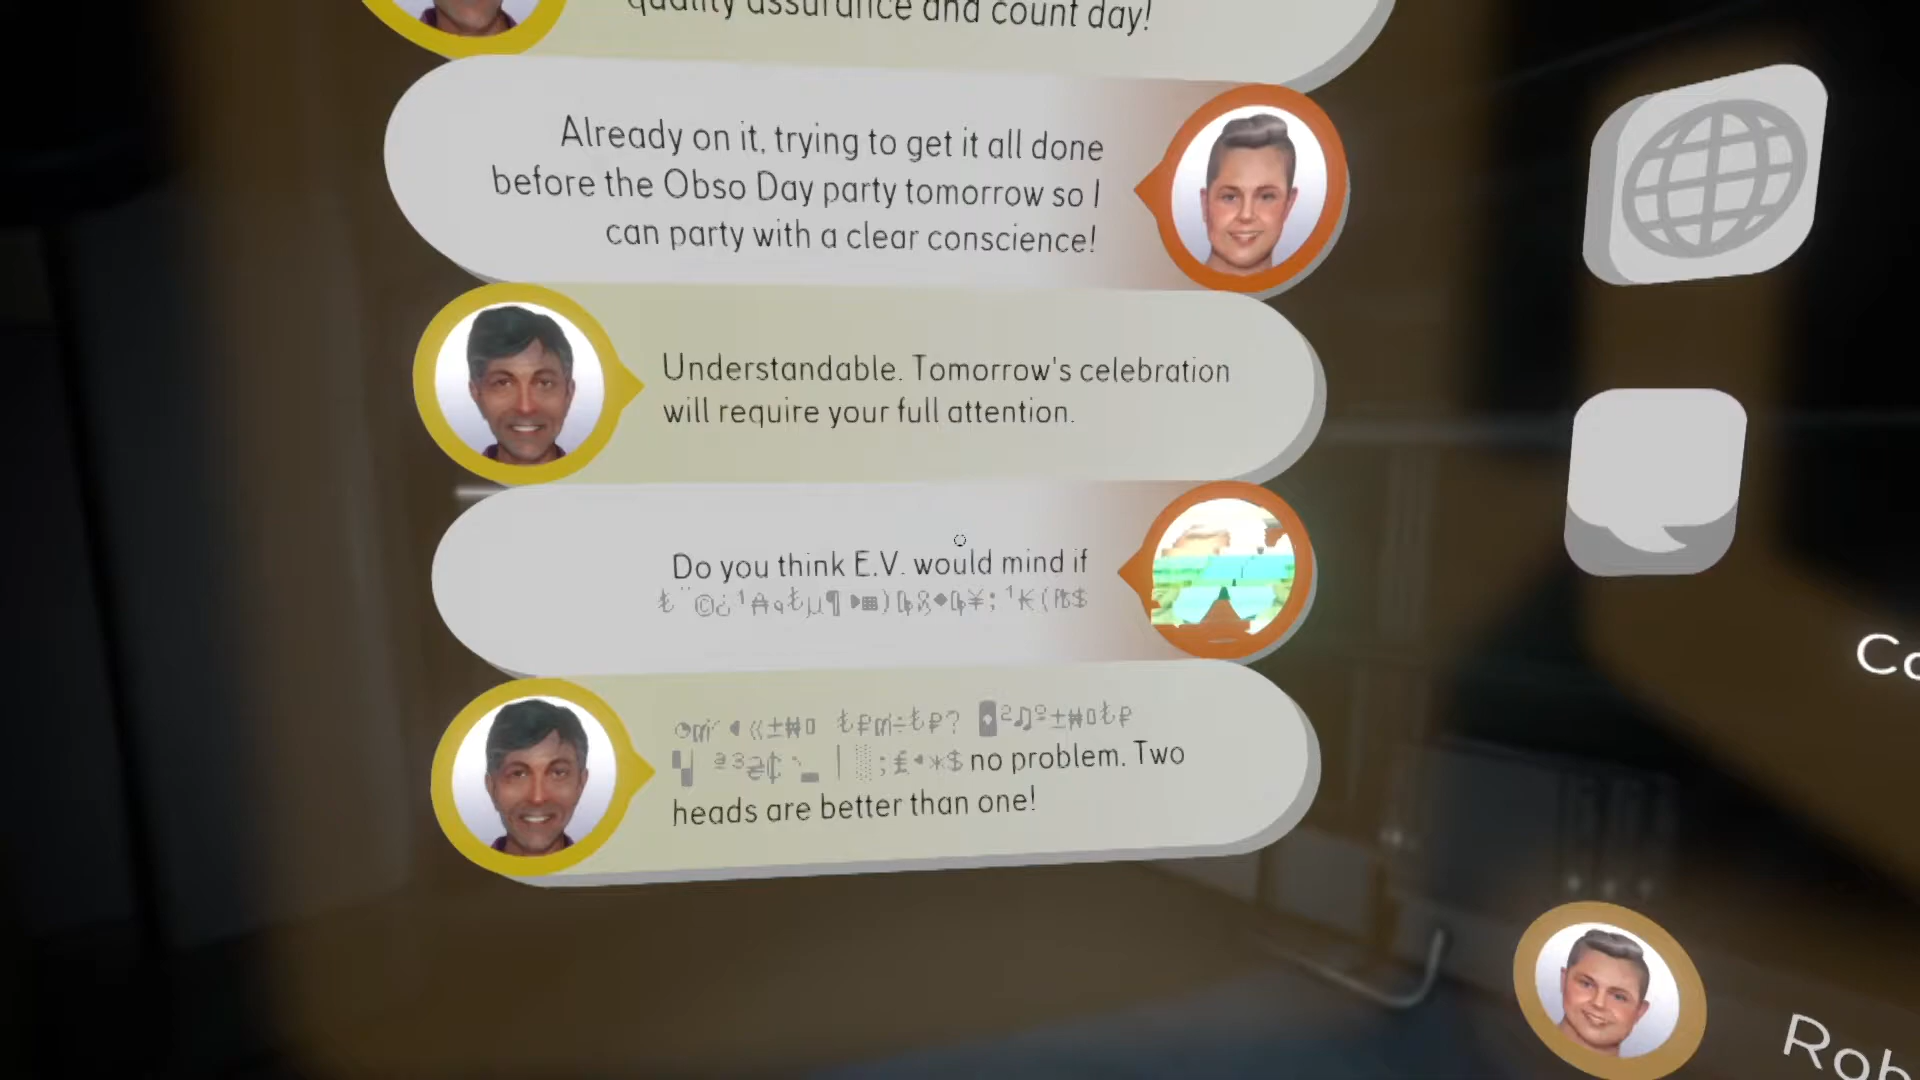 quality assurance and count day!
Already on it, trying to get it all done
before the Obso Day party tomorrow so I
can party with a clear conscience!
Understandable. Tomorrow's celebration
will require your full attention.
Do you think E.V. would mind if
no problem. Two
heads are better than one!
Co
Rob